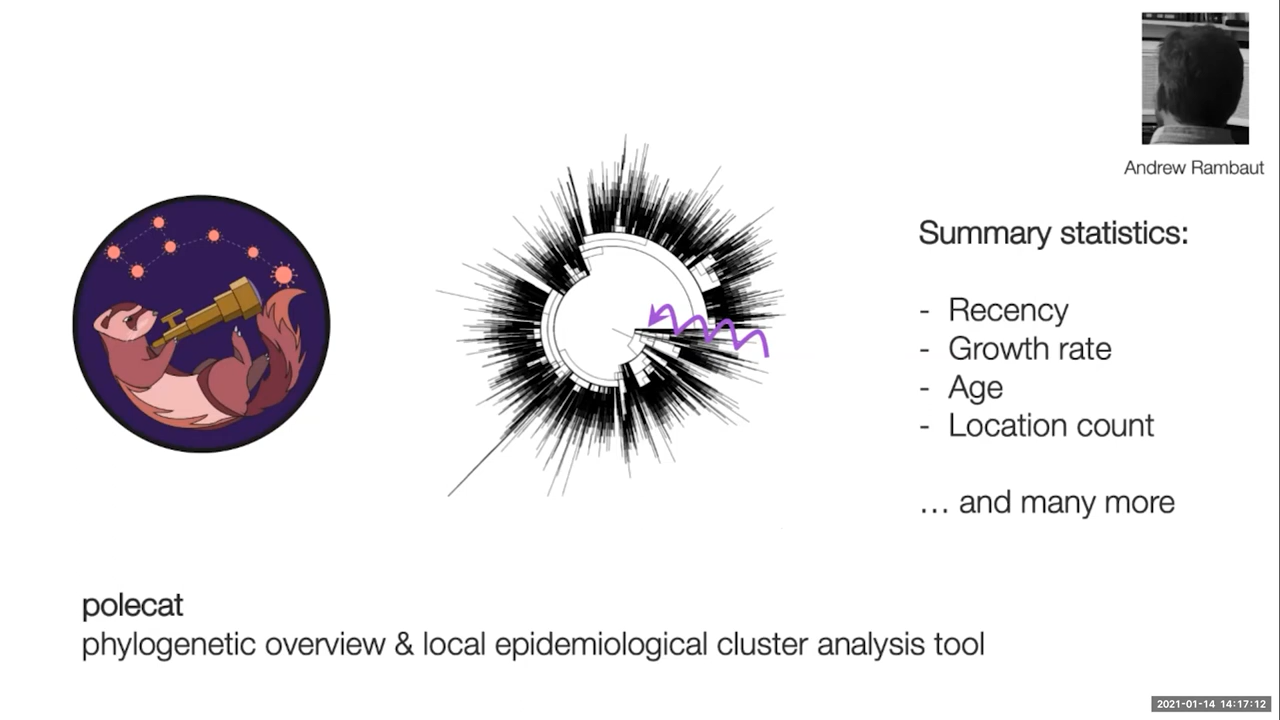 Andrew Rambaut
Summary statistics:
- Recency
- Growth rate
- Age
- Location count
… and many more
polecat
phylogenetic overview & local epidemiological cluster analysis tool
2021-01-14 14:17:12